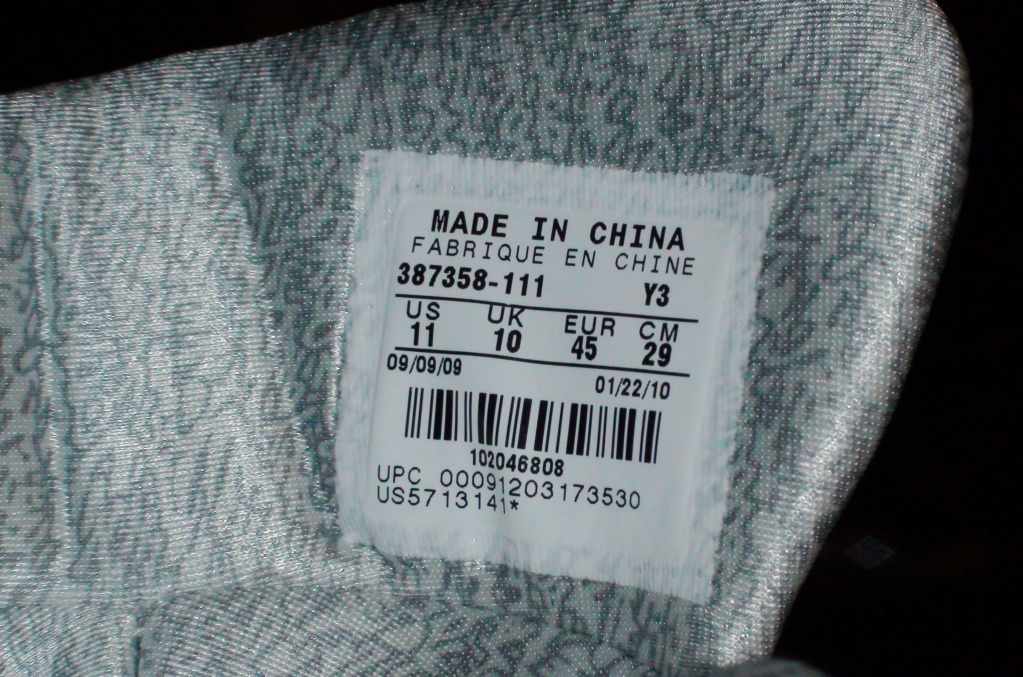 MADE IN CHINA
FABRIQUE EN CHINE
387358-111 Y3
US UK EUR CM
11 10 45 29
09/09/09 01/22/10
102046808
UPC 00091203173530
US5713141*